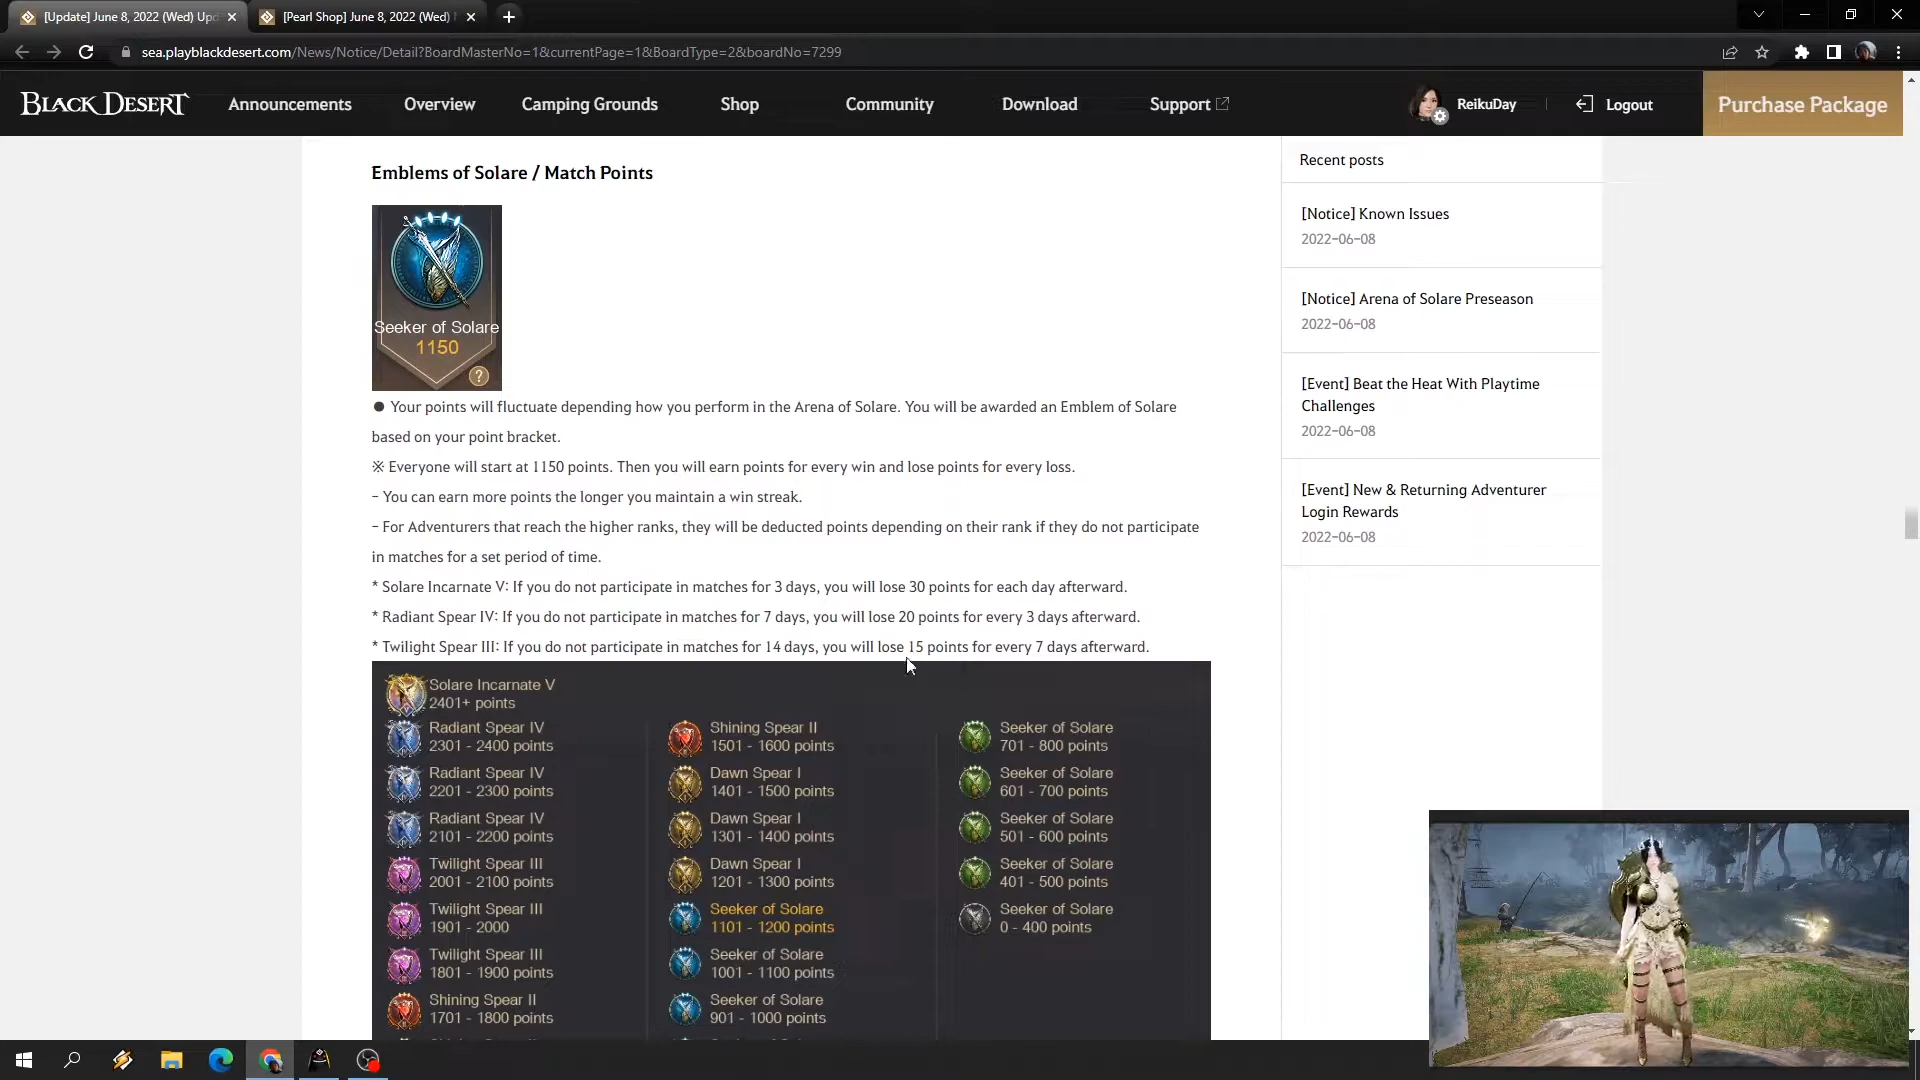 [Update] June 8, 2022 (Wed) Upd
[Pearl Shop] June 8, 2022 (Wed)
sea.playblackdesert.com/News/Notice/Detail?BoardMasterNo=1&currentPage=1&BoardType=2&boardNo=7299
BLACK DESERT
Announcements
Overview
Camping Grounds
Shop
Community
Download
Support
ReikuDay
Logout
Purchase Package
Emblems of Solare / Match Points
Seeker of Solare
1150
?
● Your points will fluctuate depending how you perform in the Arena of Solare. You will be awarded an Emblem of Solare
based on your point bracket.
※ Everyone will start at 1150 points. Then you will earn points for every win and lose points for every loss.
- You can earn more points the longer you maintain a win streak.
- For Adventurers that reach the higher ranks, they will be deducted points depending on their rank if they do not participate
in matches for a set period of time.
* Solare Incarnate V: If you do not participate in matches for 3 days, you will lose 30 points for each day afterward.
* Radiant Spear IV: If you do not participate in matches for 7 days, you will lose 20 points for every 3 days afterward.
* Twilight Spear III: If you do not participate in matches for 14 days, you will lose 15 points for every 7 days afterward.
Solare Incarnate V
2401+ points
Radiant Spear IV
2301 - 2400 points
Radiant Spear IV
2201 - 2300 points
Radiant Spear IV
2101 - 2200 points
Twilight Spear III
2001 - 2100 points
Twilight Spear III
1901 - 2000
Twilight Spear III
1801 - 1900 points
Shining Spear II
1701 - 1800 points
Shining Spear II
1501 - 1600 points
Dawn Spear I
1401 - 1500 points
Dawn Spear I
1301 - 1400 points
Dawn Spear I
1201 - 1300 points
Seeker of Solare
1101 - 1200 points
Seeker of Solare
1001 - 1100 points
Seeker of Solare
901 - 1000 points
Seeker of Solare
701 - 800 points
Seeker of Solare
601 - 700 points
Seeker of Solare
501 - 600 points
Seeker of Solare
401 - 500 points
Seeker of Solare
0 - 400 points
Recent posts
[Notice] Known Issues
2022-06-08
[Notice] Arena of Solare Preseason
2022-06-08
[Event] Beat the Heat With Playtime
Challenges
2022-06-08
[Event] New & Returning Adventurer
Login Rewards
2022-06-08